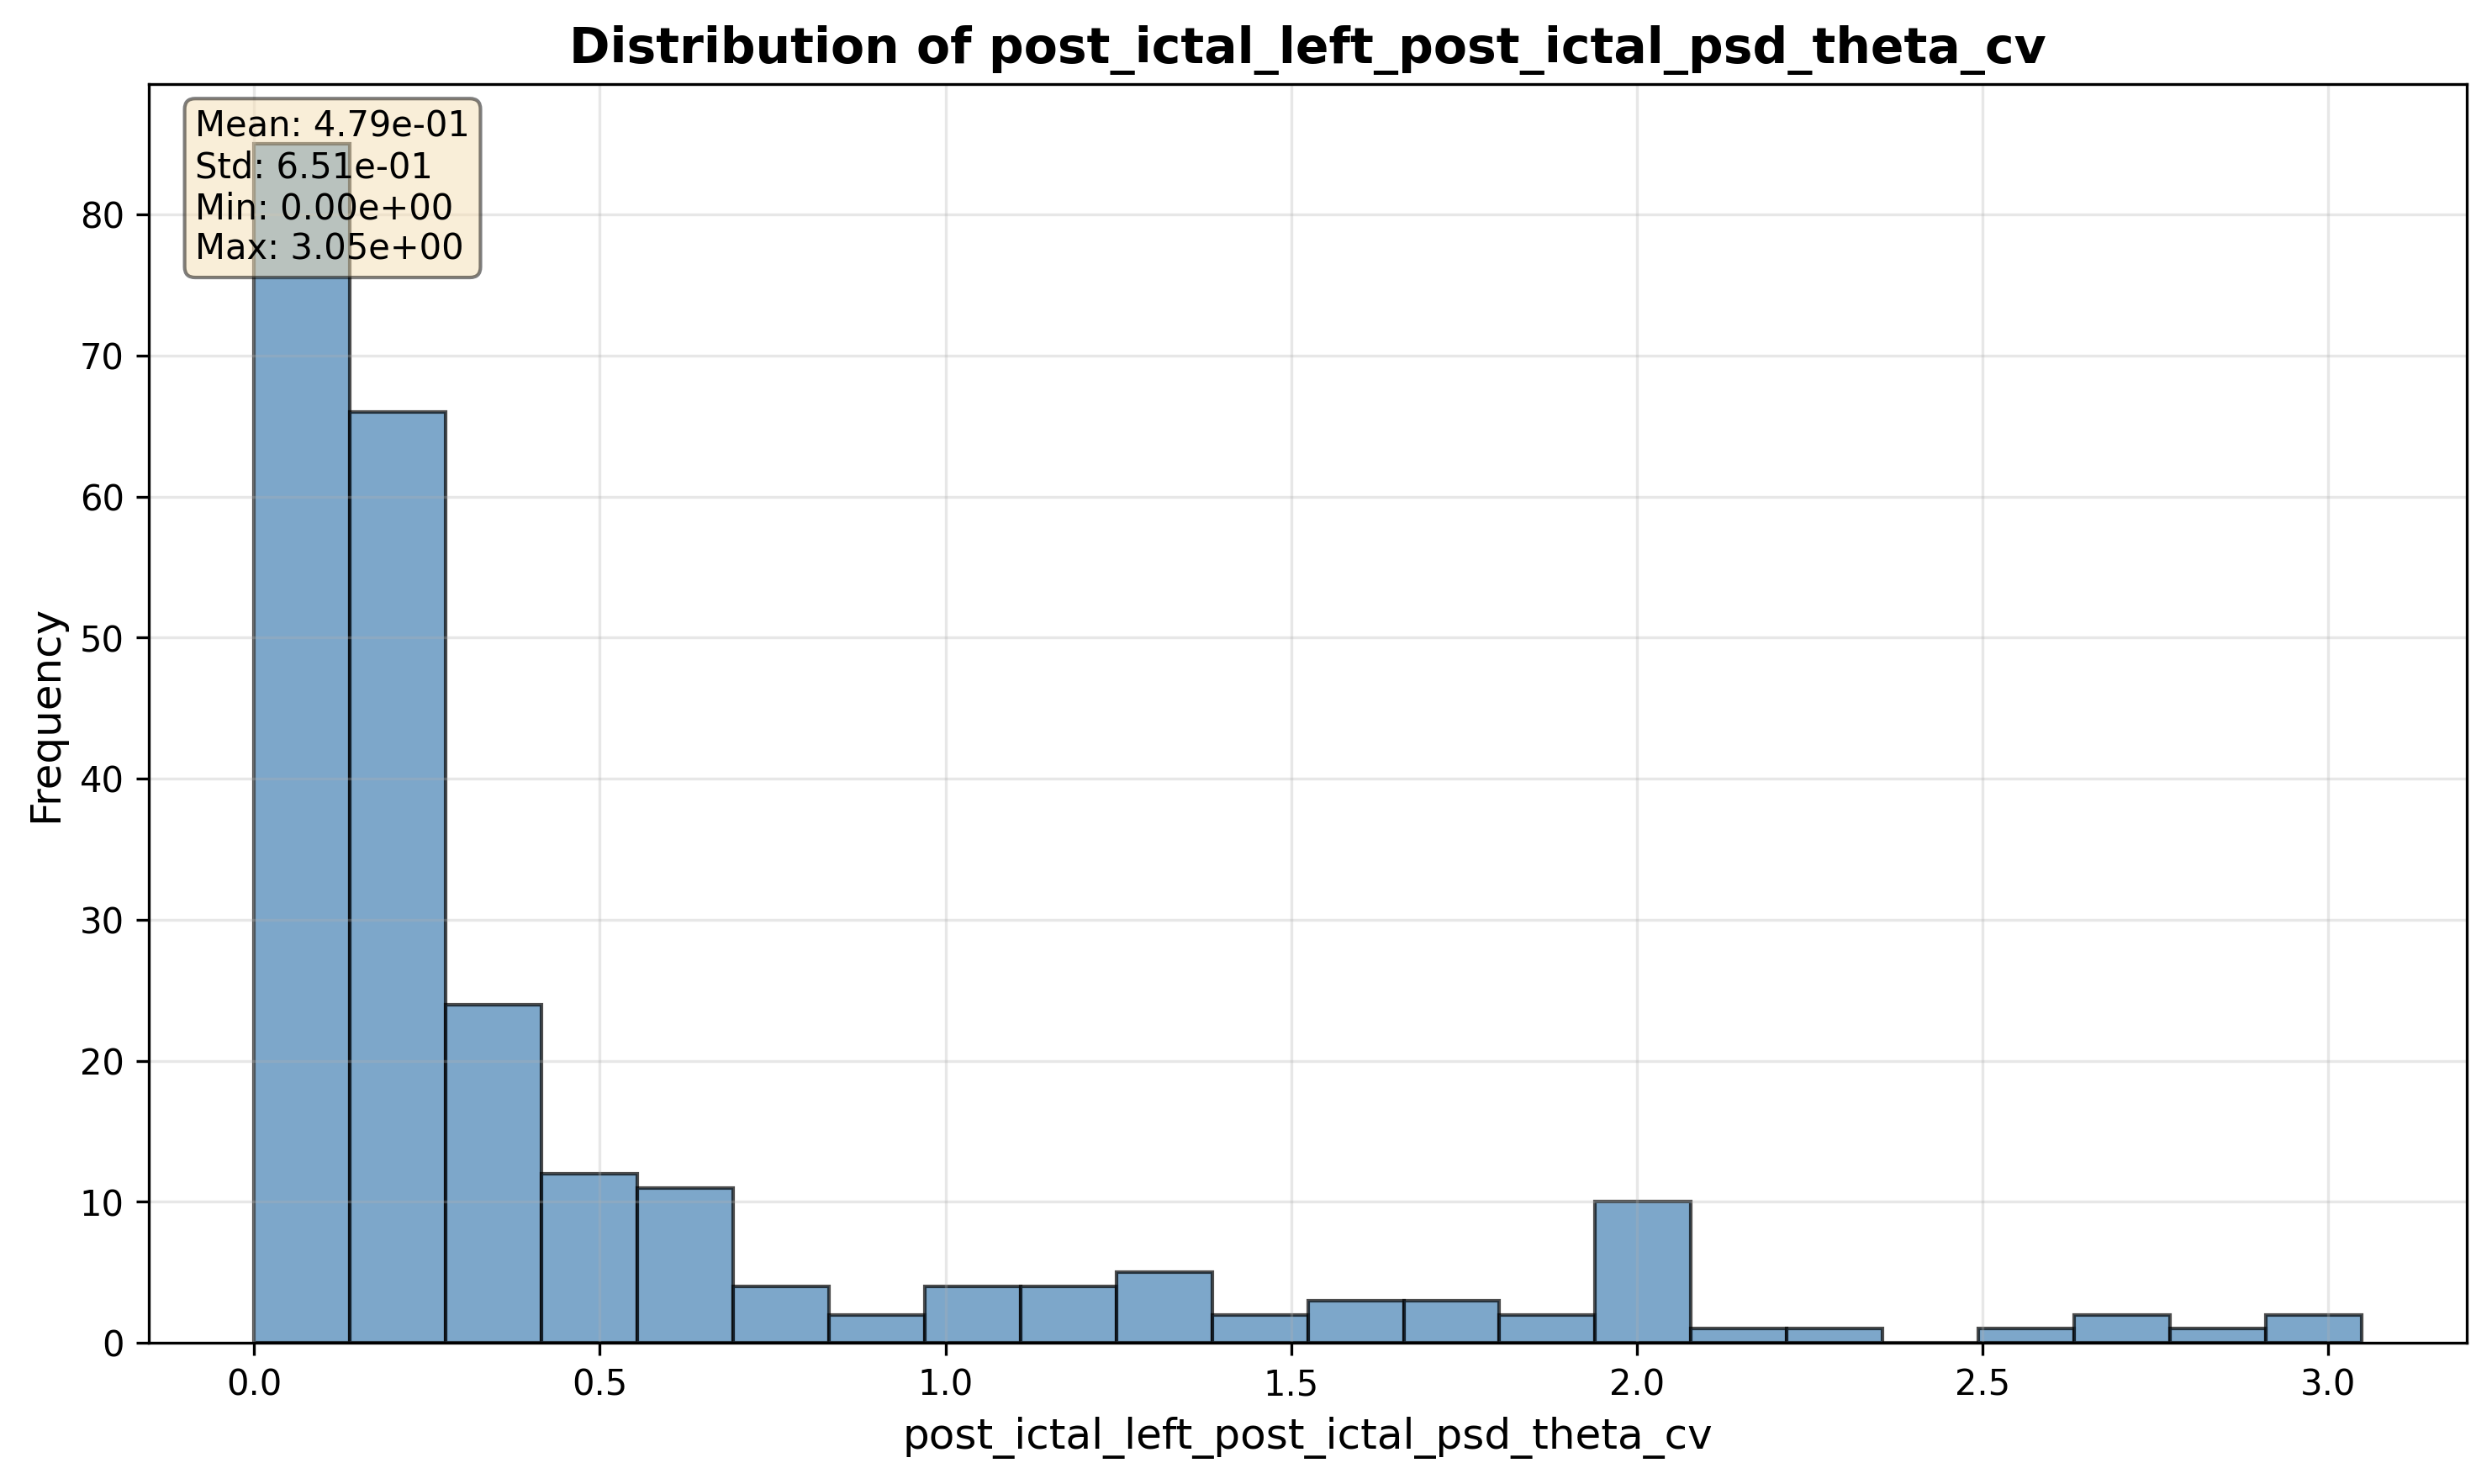 Distribution of post_ictal_left_post_ictal_psd_theta_cv
Mean: 4.79e-01
Std: 6.51e-01
Min: 0.00e+00
Max: 3.05e+00
80
70
60
50
40
30
20
10
0
Frequency
0.0 0.5 1.0 1.5 2.0 2.5 3.0
post_ictal_left_post_ictal_psd_theta_cv